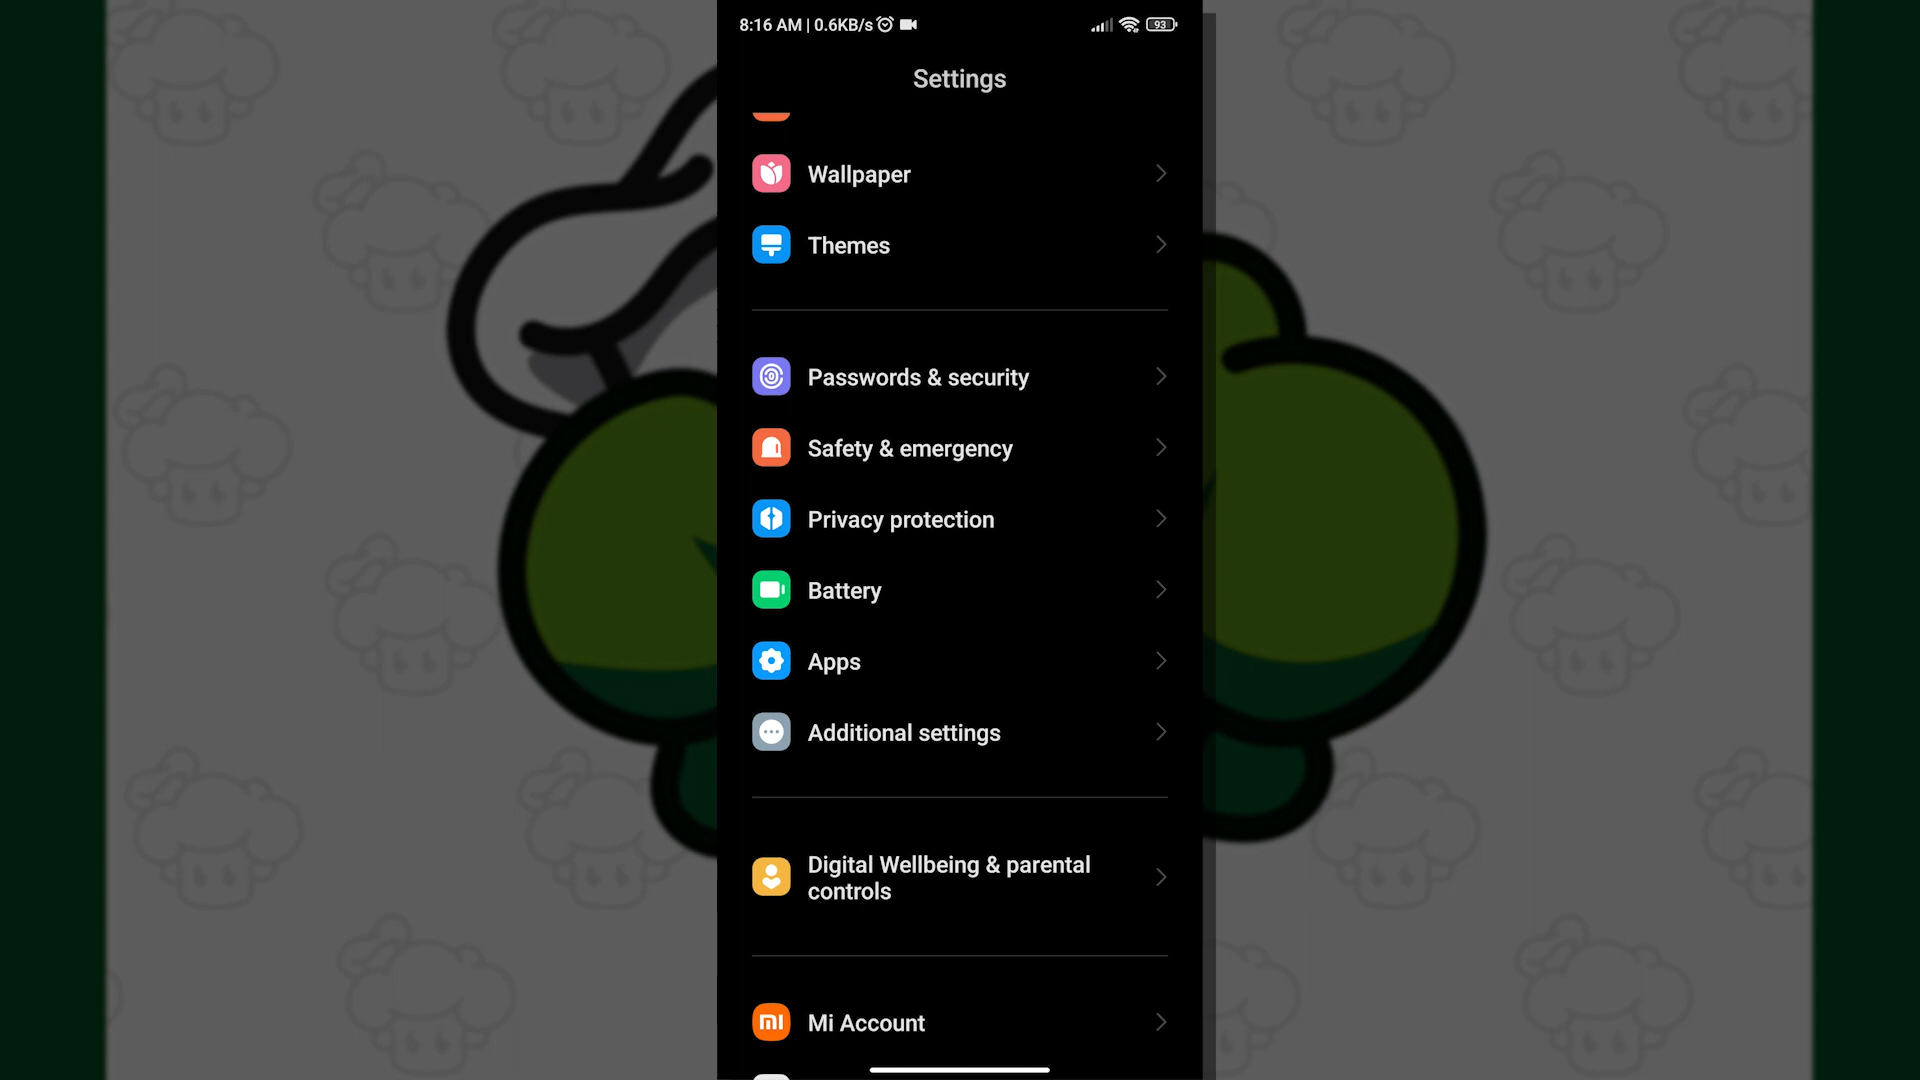 8:16 AM | 0.6KB/s
93
Settings
Wallpaper
Themes
Passwords & security
Safety & emergency
Privacy protection
Battery
Apps
Additional settings
Digital Wellbeing & parental
controls
mi
Mi Account